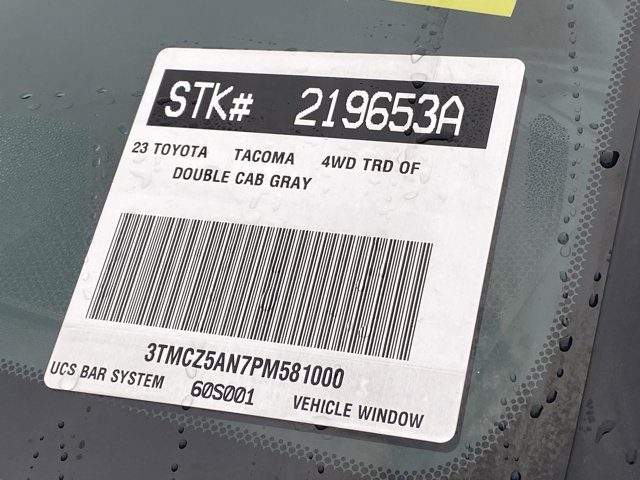 STK# 219653A
23 TOYOTA TACOMA 4WD TRD OF
DOUBLE CAB GRAY
3TMCZ5AN7PM581000
UCS BAR SYSTEM 60S001 VEHICLE WINDOW